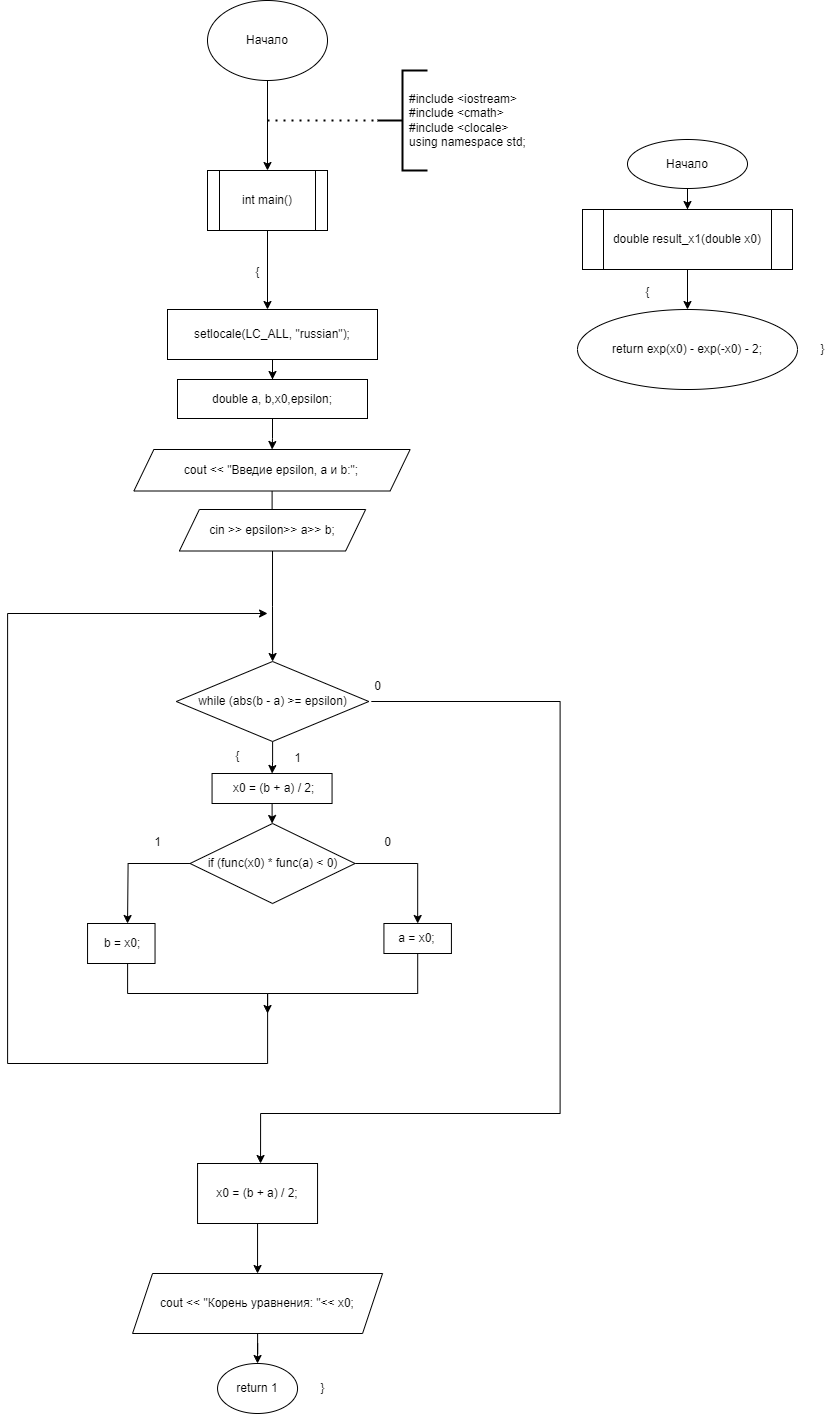 Начало
#include <iostream>
#include <cmath>
#include <clocale>
using namespace std;
int main()
{
setlocale(LC_ALL, "russian");
double a, b,x0,epsilon;
cout << "Введие epsilon, a и b:";
cin >> epsilon>> a>> b;
while (abs(b - a) >= epsilon)
0
{
1
x0 = (b + a) / 2;
if (func(x0) * func(a) < 0)
1
0
b = x0;
a = x0;
x0 = (b + a) / 2;
cout << "Корень уравнения: "<< x0;
return 1
}
Начало
double result_x1(double x0)
{
return exp(x0) - exp(-x0) - 2;
}